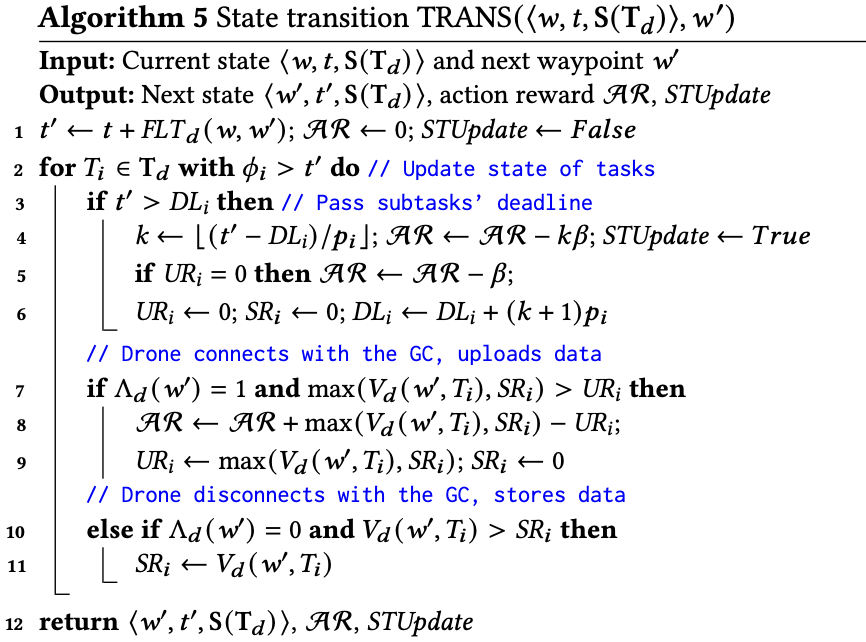 Algorithm 5 State transition TRANS(⟨w, t, S(T_d)⟩, w′)
Input: Current state ⟨w, t, S(T_d)⟩ and next waypoint w′
Output: Next state ⟨w′, t′, S(T_d)⟩, action reward 𝒜ℛ, STUpdate
1 t′ ← t + FLT_d(w, w′); 𝒜ℛ ← 0; STUpdate ← False
2 for T_i ∈ T_d with ϕ_i > t′ do // Update state of tasks
3 if t′ > DL_i then // Pass subtasks’ deadline
4 k ← ⌊(t′ − DL_i)/p_i⌋; 𝒜ℛ ← 𝒜ℛ − kβ; STUpdate ← True
5 if UR_i = 0 then 𝒜ℛ ← 𝒜ℛ − β;
6 UR_i ← 0; SR_i ← 0; DL_i ← DL_i + (k + 1)p_i
// Drone connects with the GC, uploads data
7 if Λ_d(w′) = 1 and max(V_d(w′, T_i), SR_i) > UR_i then
8 𝒜ℛ ← 𝒜ℛ + max(V_d(w′, T_i), SR_i) − UR_i;
9 UR_i ← max(V_d(w′, T_i), SR_i); SR_i ← 0
// Drone disconnects with the GC, stores data
10 else if Λ_d(w′) = 0 and V_d(w′, T_i) > SR_i then
11 SR_i ← V_d(w′, T_i)
12 return ⟨w′, t′, S(T_d)⟩, 𝒜ℛ, STUpdate